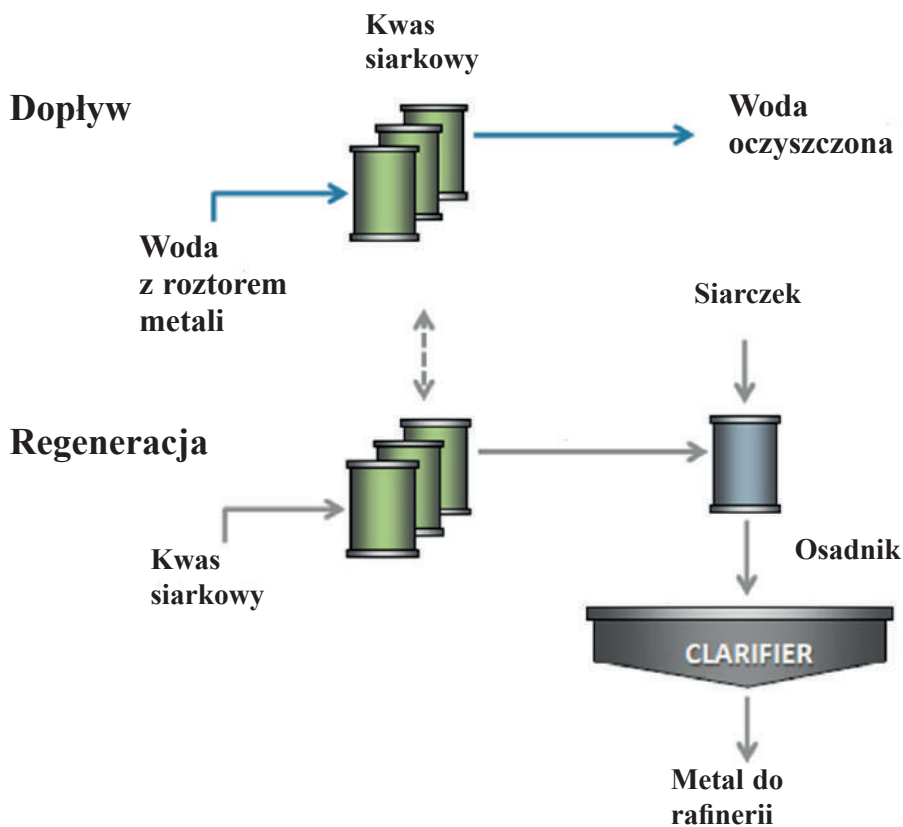 Kwas
siarkowy
Dopływ
Woda
oczyszczona
Woda
z roztorem
metali
Siarczek
Regeneracja
Kwas
siarkowy
Osadnik
CLARIFIER
Metal do
rafinerii